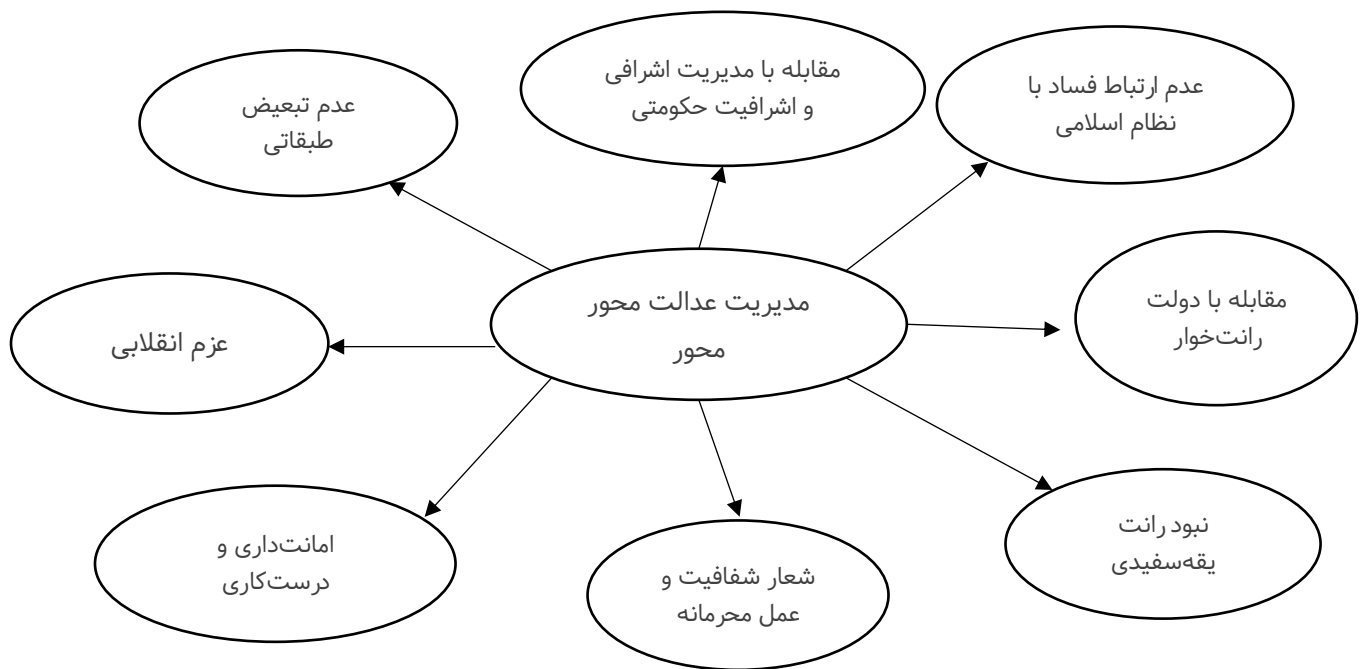 مقابله با مدیریت اشرافی
و اشرافیت حکومتی
عدم ارتباط فساد با
نظام اسلامی
عدم تبعیض
طبقاتی
مدیریت عدالت محور
محور
مقابله با دولت
رانت‌خوار
عزم انقلابی
نبود رانت
یقه‌سفیدی
امانت‌داری و
درست‌کاری
شعار شفافیت و
عمل محرمانه